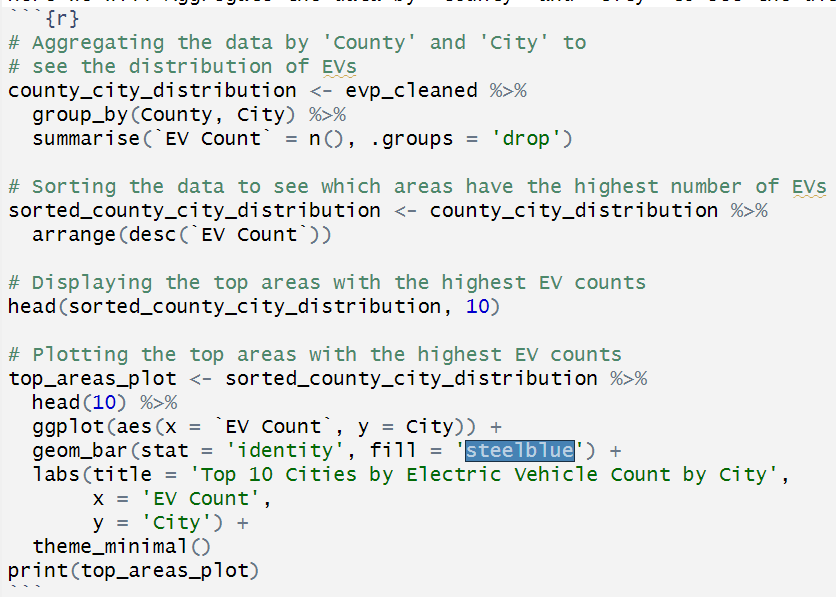 ```{r}
# Aggregating the data by 'County' and 'City' to
# see the distribution of EVs
county_city_distribution <- evp_cleaned %>%
  group_by(County, City) %>%
  summarise(`EV Count` = n(), .groups = 'drop')

# Sorting the data to see which areas have the highest number of EVs
sorted_county_city_distribution <- county_city_distribution %>%
  arrange(desc(`EV Count`))

# Displaying the top areas with the highest EV counts
head(sorted_county_city_distribution, 10)

# Plotting the top areas with the highest EV counts
top_areas_plot <- sorted_county_city_distribution %>%
  head(10) %>%
  ggplot(aes(x = `EV Count`, y = City)) +
  geom_bar(stat = 'identity', fill = 'steelblue') +
  labs(title = 'Top 10 Cities by Electric Vehicle Count by City',
       x = 'EV Count',
       y = 'City') +
  theme_minimal()
print(top_areas_plot)
```